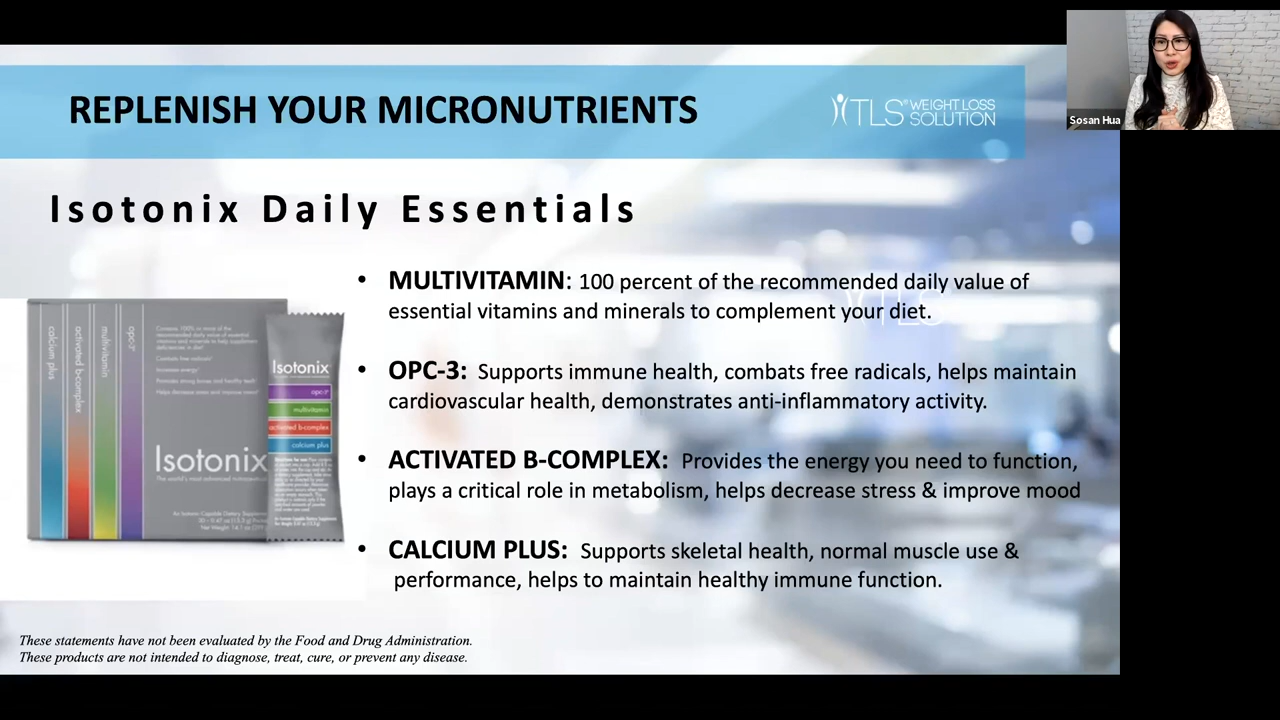 Sosan Hua
REPLENISH YOUR MICRONUTRIENTS
TLS® WEIGHT LOSS
SOLUTION
Isotonix Daily Essentials
• MULTIVITAMIN: 100 percent of the recommended daily value of
essential vitamins and minerals to complement your diet.
• OPC-3: Supports immune health, combats free radicals, helps maintain
cardiovascular health, demonstrates anti-inflammatory activity.
• ACTIVATED B-COMPLEX: Provides the energy you need to function,
plays a critical role in metabolism, helps decrease stress & improve mood
• CALCIUM PLUS: Supports skeletal health, normal muscle use &
performance, helps to maintain healthy immune function.
calcium plus
activated b-complex
multivitamin
opc-3
Isotonix
Isotonix
opc-3
multivitamin
activated b-complex
calcium plus
TLS
These statements have not been evaluated by the Food and Drug Administration.
These products are not intended to diagnose, treat, cure, or prevent any disease.